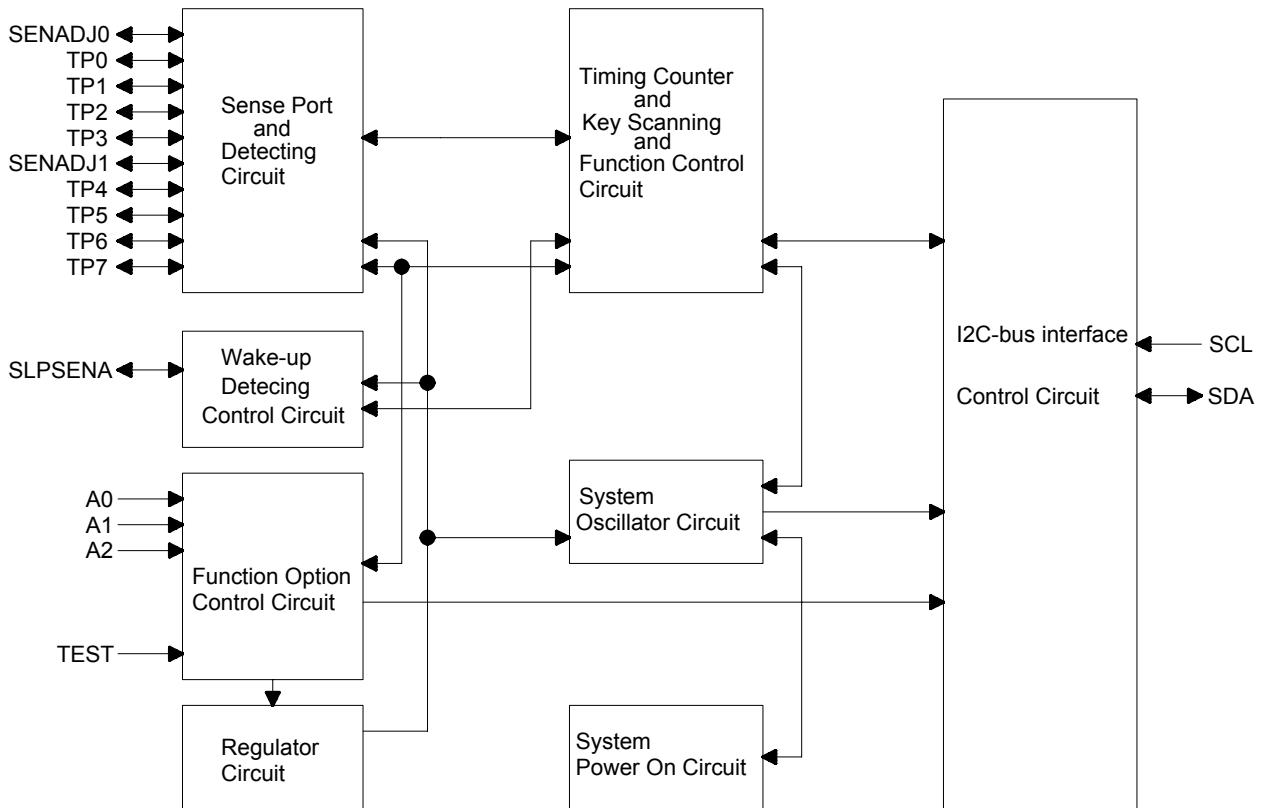 SENADJ0
TP0
TP1
TP2
TP3
SENADJ1
TP4
TP5
TP6
TP7
Sense Port
and
Detecting
Circuit
Timing Counter
and
Key Scanning
and
Function Control
Circuit
SLPSENA
Wake-up
Detecing
Control Circuit
I2C-bus interface
Control Circuit
SCL
SDA
A0
A1
A2
TEST
Function Option
Control Circuit
System
Oscillator Circuit
Regulator
Circuit
System
Power On Circuit